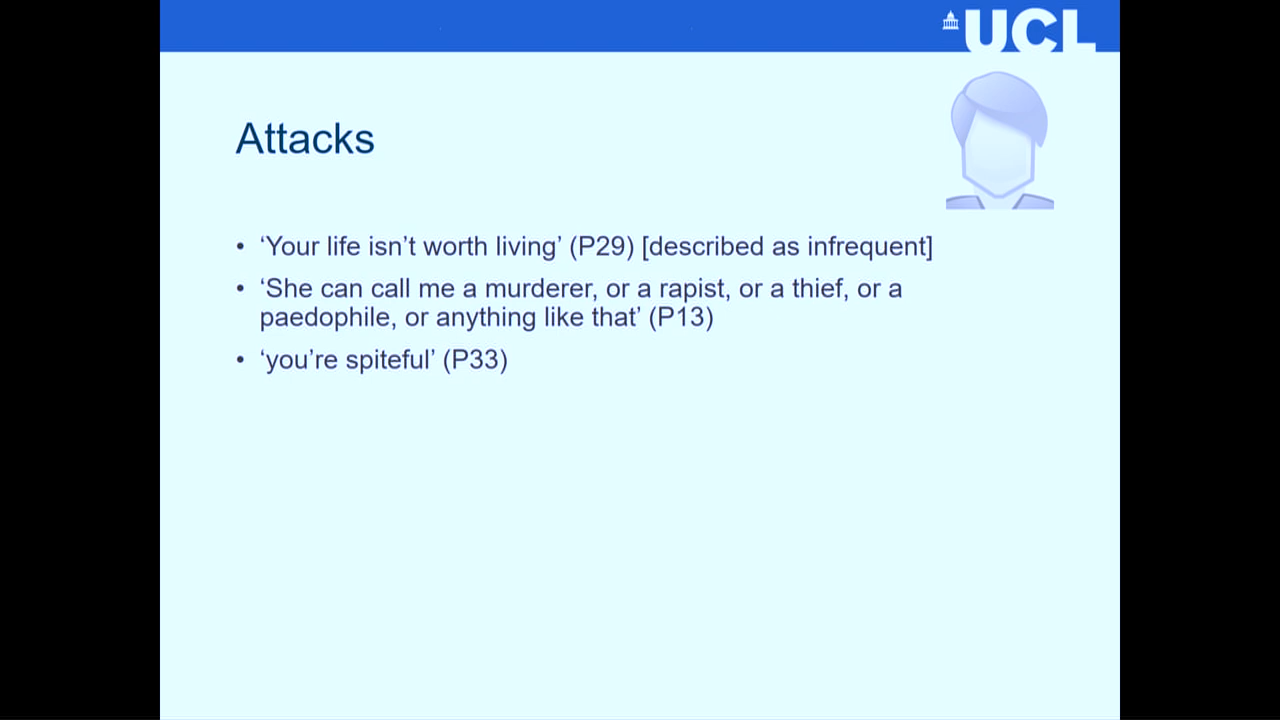 UCL
Attacks
• ‘Your life isn’t worth living’ (P29) [described as infrequent]
• ‘She can call me a murderer, or a rapist, or a thief, or a
paedophile, or anything like that’ (P13)
• ‘you’re spiteful’ (P33)